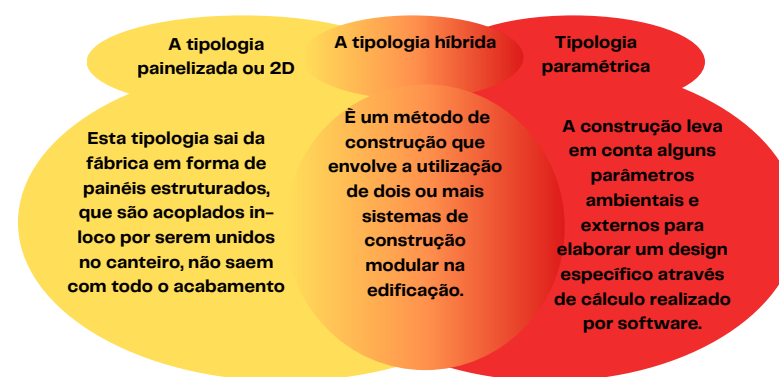 A tipologia
painelizada ou 2D
Esta tipologia sai da
fábrica em forma de
painéis estruturados,
que são acoplados in-
loco por serem unidos
no canteiro, não saem
com todo o acabamento
A tipologia híbrida
È um método de
construção que
envolve a utilização
de dois ou mais
sistemas de
construção
modular na
edificação.
Tipologia
paramétrica
A construção leva
em conta alguns
parâmetros
ambientais e
externos para
elaborar um design
específico através
de cálculo realizado
por software.